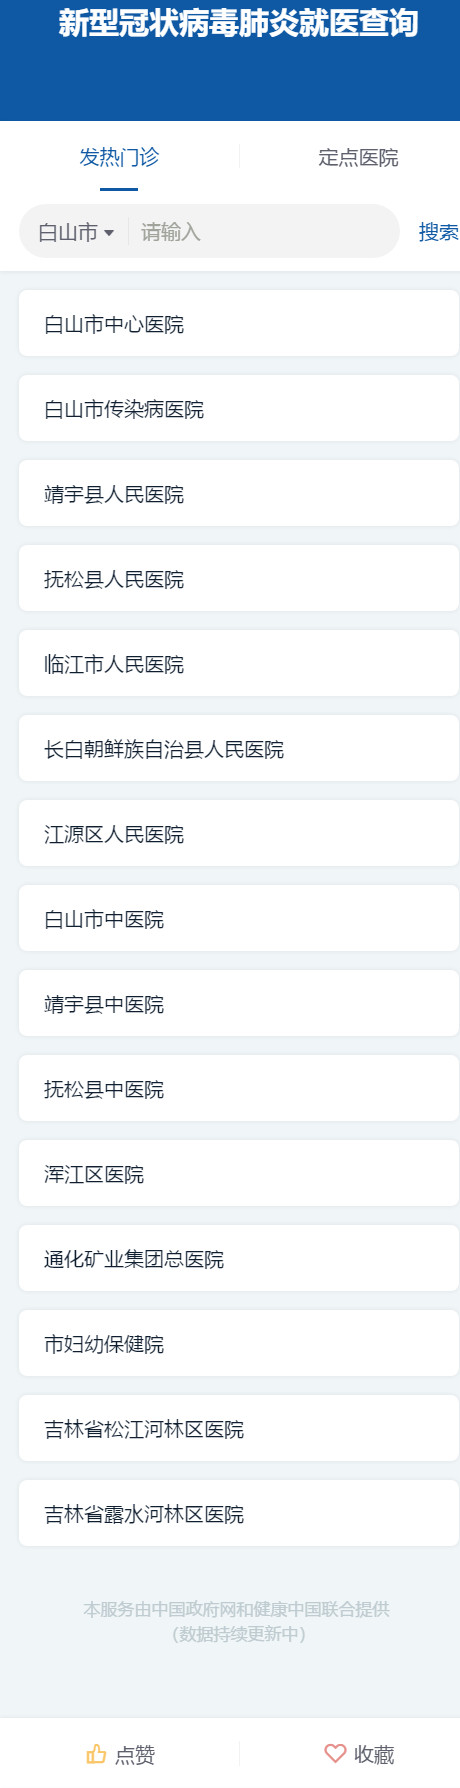 新型冠状病毒肺炎就医查询
发热门诊 定点医院
白山市 请输入 搜索
白山市中心医院
白山市传染病医院
靖宇县人民医院
抚松县人民医院
临江市人民医院
长白朝鲜族自治县人民医院
江源区人民医院
白山市中医院
靖宇县中医院
抚松县中医院
浑江区医院
通化矿业集团总医院
市妇幼保健院
吉林省松江河林区医院
吉林省露水河林区医院
本服务由中国政府网和健康中国联合提供
（数据持续更新中）
点赞 收藏